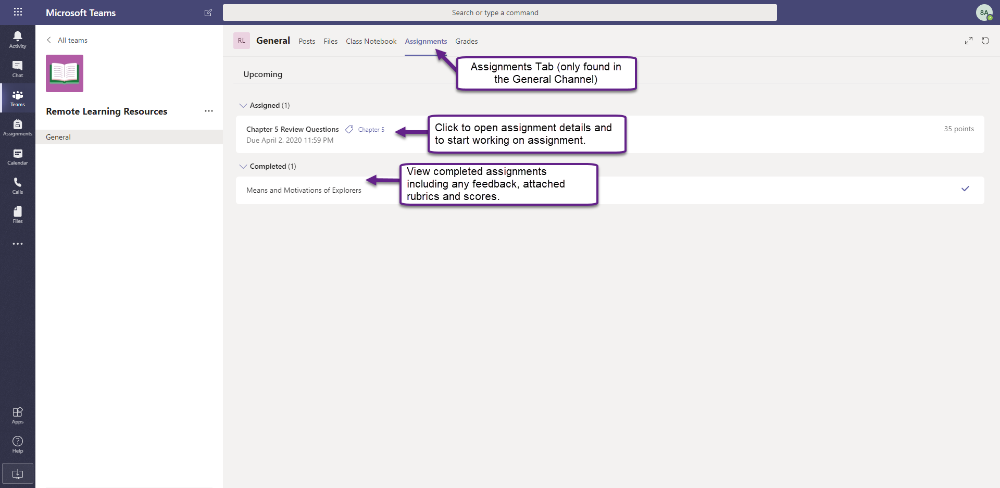 Microsoft Teams
Search or type a command
8A
Activity
Chat
Teams
Assignments
Calendar
Calls
Files
Apps
Help
All teams
Remote Learning Resources
General
RL General Posts Files Class Notebook Assignments Grades
Assignments Tab (only found in
the General Channel)
Upcoming
Assigned (1)
Chapter 5 Review Questions Chapter 5
Due April 2, 2020 11:59 PM
35 points
Click to open assignment details and
to start working on assignment.
Completed (1)
Means and Motivations of Explorers
View completed assignments
including any feedback, attached
rubrics and scores.